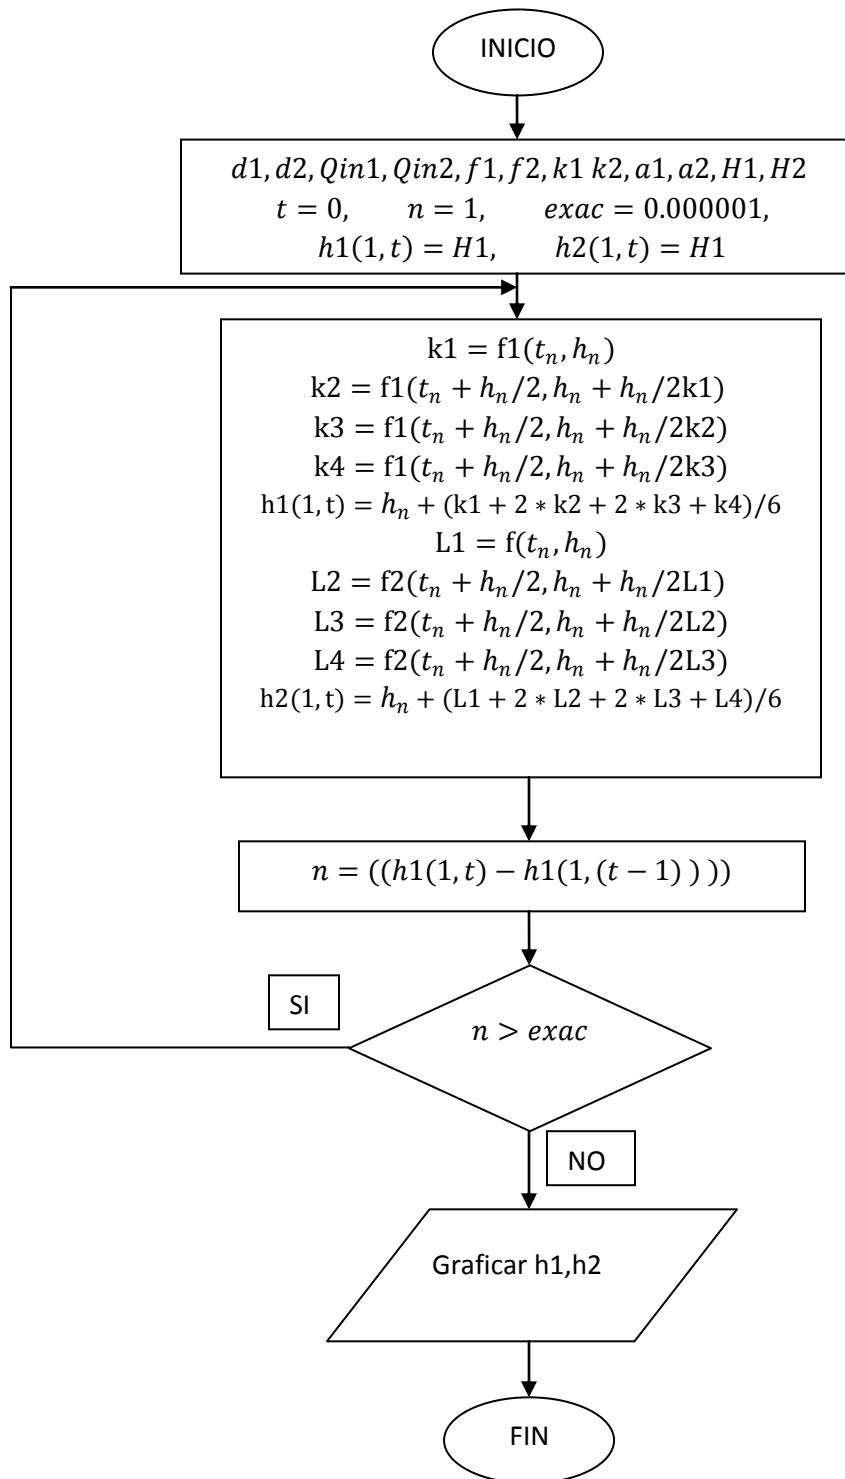 INICIO
d1, d2, Qin1, Qin2, f1, f2, k1 k2, a1, a2, H1, H2
t = 0, n = 1, exac = 0.000001,
h1(1, t) = H1, h2(1, t) = H1
k1 = f1(tₙ, hₙ)
k2 = f1(tₙ + hₙ/2, hₙ + hₙ/2k1)
k3 = f1(tₙ + hₙ/2, hₙ + hₙ/2k2)
k4 = f1(tₙ + hₙ/2, hₙ + hₙ/2k3)
h1(1, t) = hₙ + (k1 + 2 * k2 + 2 * k3 + k4)/6
L1 = f(tₙ, hₙ)
L2 = f2(tₙ + hₙ/2, hₙ + hₙ/2L1)
L3 = f2(tₙ + hₙ/2, hₙ + hₙ/2L2)
L4 = f2(tₙ + hₙ/2, hₙ + hₙ/2L3)
h2(1, t) = hₙ + (L1 + 2 * L2 + 2 * L3 + L4)/6
n = ((h1(1, t) − h1(1, (t − 1) ) ))
SI
n > exac
NO
Graficar h1,h2
FIN